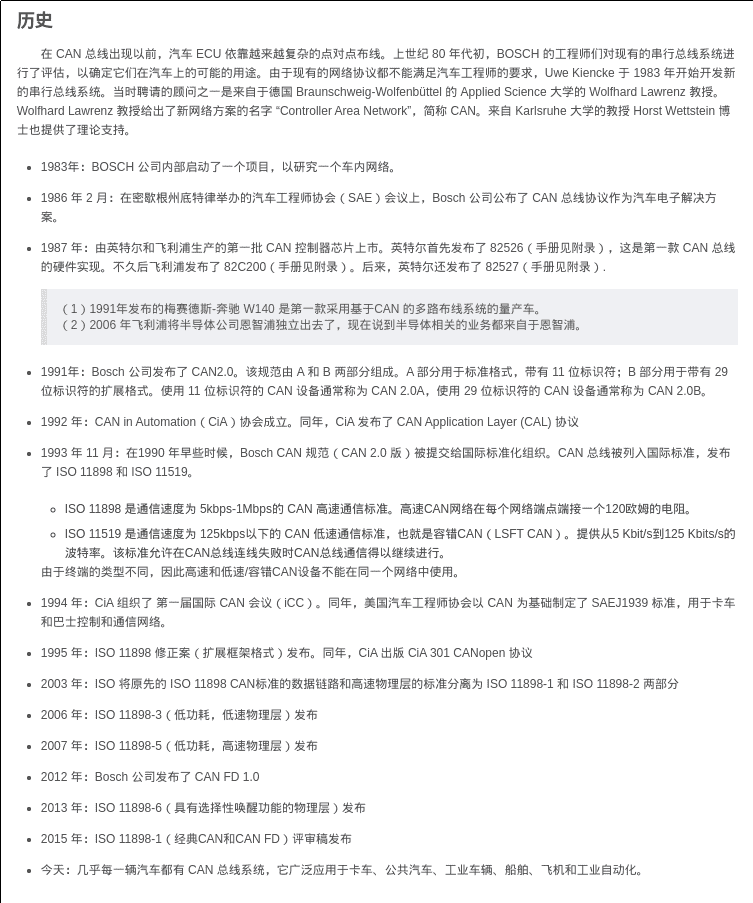 历史
在 CAN 总线出现以前，汽车 ECU 依靠越来越复杂的点对点布线。上世纪 80 年代初，BOSCH 的工程师们对现有的串行总线系统进
行了评估，以确定它们在汽车上的可能的用途。由于现有的网络协议都不能满足汽车工程师的要求，Uwe Kiencke 于 1983 年开始开发新
的串行总线系统。当时聘请的顾问之一是来自于德国 Braunschweig-Wolfenbüttel 的 Applied Science 大学的 Wolfhard Lawrenz 教授。
Wolfhard Lawrenz 教授给出了新网络方案的名字 “Controller Area Network”，简称 CAN。来自 Karlsruhe 大学的教授 Horst Wettstein 博
士也提供了理论支持。
• 1983年：BOSCH 公司内部启动了一个项目，以研究一个车内网络。
• 1986 年 2 月：在密歇根州底特律举办的汽车工程师协会（SAE）会议上，Bosch 公司公布了 CAN 总线协议作为汽车电子解决方
案。
• 1987 年：由英特尔和飞利浦生产的第一批 CAN 控制器芯片上市。英特尔首先发布了 82526（手册见附录），这是第一款 CAN 总线
的硬件实现。不久后飞利浦发布了 82C200（手册见附录）。后来，英特尔还发布了 82527（手册见附录）.
（1）1991年发布的梅赛德斯-奔驰 W140 是第一款采用基于CAN 的多路布线系统的量产车。
（2）2006 年飞利浦将半导体公司恩智浦独立出去了，现在说到半导体相关的业务都来自于恩智浦。
• 1991年：Bosch 公司发布了 CAN2.0。该规范由 A 和 B 两部分组成。A 部分用于标准格式，带有 11 位标识符；B 部分用于带有 29
位标识符的扩展格式。使用 11 位标识符的 CAN 设备通常称为 CAN 2.0A，使用 29 位标识符的 CAN 设备通常称为 CAN 2.0B。
• 1992 年：CAN in Automation（CiA）协会成立。同年，CiA 发布了 CAN Application Layer (CAL) 协议
• 1993 年 11 月：在1990 年早些时候，Bosch CAN 规范（CAN 2.0 版）被提交给国际标准化组织。CAN 总线被列入国际标准，发布
了 ISO 11898 和 ISO 11519。
◦ ISO 11898 是通信速度为 5kbps-1Mbps的 CAN 高速通信标准。高速CAN网络在每个网络端点端接一个120欧姆的电阻。
◦ ISO 11519 是通信速度为 125kbps以下的 CAN 低速通信标准，也就是容错CAN（LSFT CAN）。提供从5 Kbit/s到125 Kbits/s的
波特率。该标准允许在CAN总线连线失败时CAN总线通信得以继续进行。
由于终端的类型不同，因此高速和低速/容错CAN设备不能在同一个网络中使用。
• 1994 年：CiA 组织了 第一届国际 CAN 会议（iCC）。同年，美国汽车工程师协会以 CAN 为基础制定了 SAEJ1939 标准，用于卡车
和巴士控制和通信网络。
• 1995 年：ISO 11898 修正案（扩展框架格式）发布。同年，CiA 出版 CiA 301 CANopen 协议
• 2003 年：ISO 将原先的 ISO 11898 CAN标准的数据链路和高速物理层的标准分离为 ISO 11898-1 和 ISO 11898-2 两部分
• 2006 年：ISO 11898-3（低功耗，低速物理层）发布
• 2007 年：ISO 11898-5（低功耗，高速物理层）发布
• 2012 年：Bosch 公司发布了 CAN FD 1.0
• 2013 年：ISO 11898-6（具有选择性唤醒功能的物理层）发布
• 2015 年：ISO 11898-1（经典CAN和CAN FD）评审稿发布
• 今天：几乎每一辆汽车都有 CAN 总线系统，它广泛应用于卡车、公共汽车、工业车辆、船舶、飞机和工业自动化。